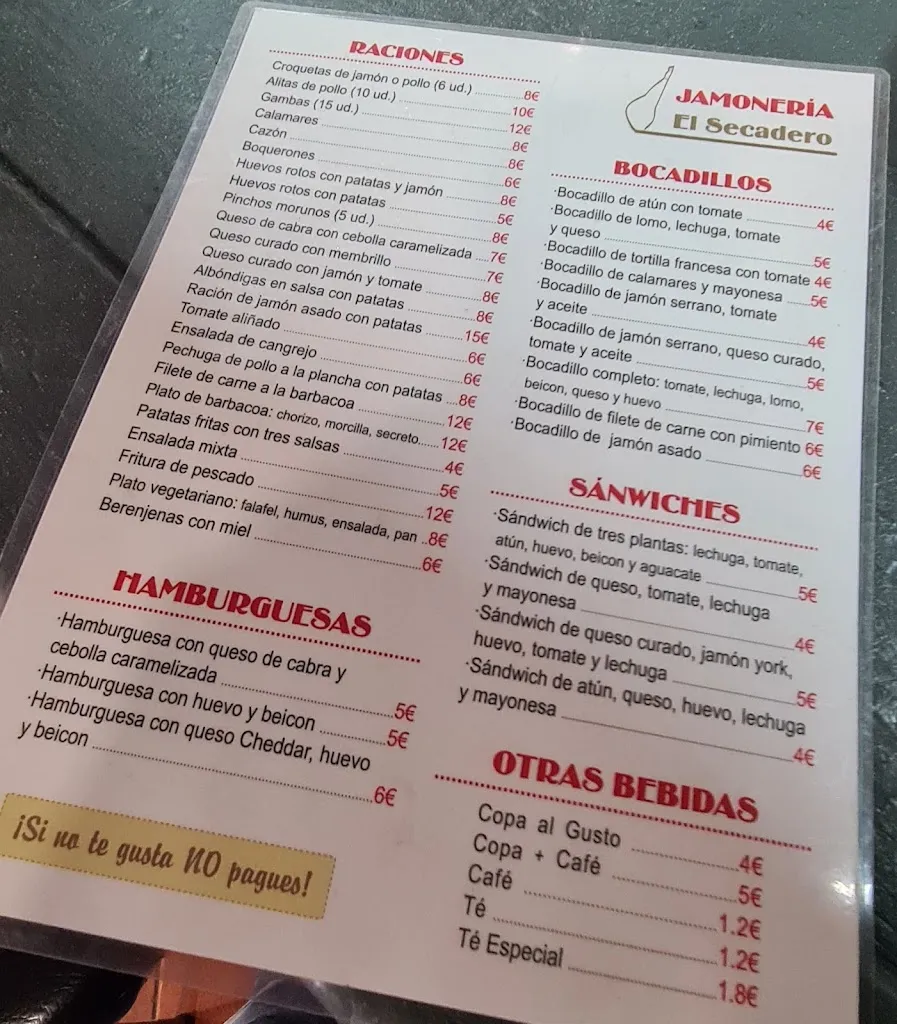 RACIONES
Croquetas de jamón o pollo (6 ud.) 8€
Alitas de pollo (10 ud.) 10€
Gambas (15 ud.) 12€
Calamares 8€
Cazón 8€
Boquerones 6€
Huevos rotos con patatas y jamón 8€
Huevos rotos con patatas 5€
Pinchos morunos (5 ud.) 8€
Queso de cabra con cebolla caramelizada 7€
Queso curado con membrillo 7€
Queso curado con jamón y tomate 8€
Albóndigas en salsa con patatas 8€
Ración de jamón asado con patatas 15€
Tomate aliñado 6€
Ensalada de cangrejo 6€
Pechuga de pollo a la plancha con patatas 8€
Filete de carne a la barbacoa 12€
Plato de barbacoa: chorizo, morcilla, secreto 12€
Patatas fritas con tres salsas 4€
Ensalada mixta 5€
Fritura de pescado 12€
Plato vegetariano: falafel, humus, ensalada, pan 8€
Berenjenas con miel 6€
HAMBURGUESAS
·Hamburguesa con queso de cabra y
cebolla caramelizada 5€
·Hamburguesa con huevo y beicon 5€
·Hamburguesa con queso Cheddar, huevo
y beicon 6€
¡Si no te gusta NO pagues!
JAMONERÍA
El Secadero
BOCADILLOS
·Bocadillo de atún con tomate 4€
·Bocadillo de lomo, lechuga, tomate
y queso 5€
·Bocadillo de tortilla francesa con tomate 4€
·Bocadillo de calamares y mayonesa 5€
·Bocadillo de jamón serrano, tomate
y aceite 4€
·Bocadillo de jamón serrano, queso curado,
tomate y aceite 5€
·Bocadillo completo: tomate, lechuga, lomo,
beicon, queso y huevo 7€
·Bocadillo de filete de carne con pimiento 6€
·Bocadillo de jamón asado 6€
SÁNWICHES
·Sándwich de tres plantas: lechuga, tomate,
atún, huevo, beicon y aguacate 5€
·Sándwich de queso, tomate, lechuga
y mayonesa 4€
·Sándwich de queso curado, jamón york,
huevo, tomate y lechuga 5€
·Sándwich de atún, queso, huevo, lechuga
y mayonesa 4€
OTRAS BEBIDAS
Copa al Gusto 4€
Copa + Café 5€
Café 1.2€
Té 1.2€
Té Especial 1.8€